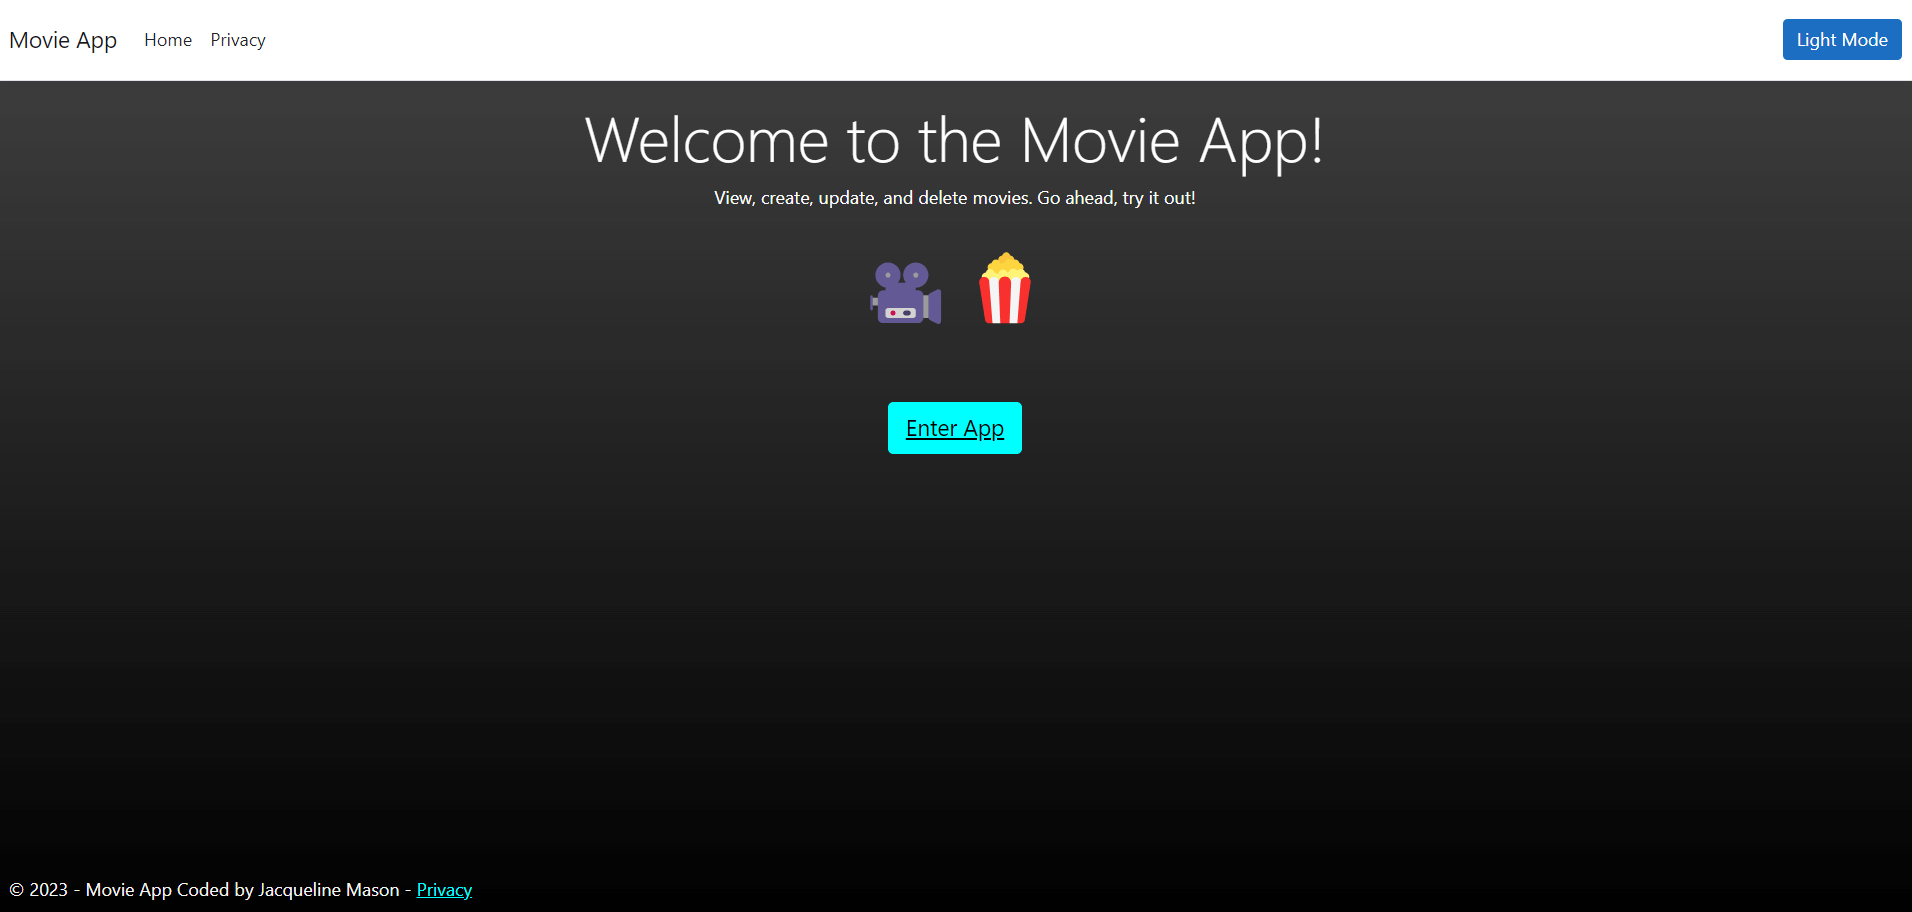 Movie App Home Privacy Light Mode
Welcome to the Movie App!
View, create, update, and delete movies. Go ahead, try it out!
Enter App
© 2023 - Movie App Coded by Jacqueline Mason - Privacy